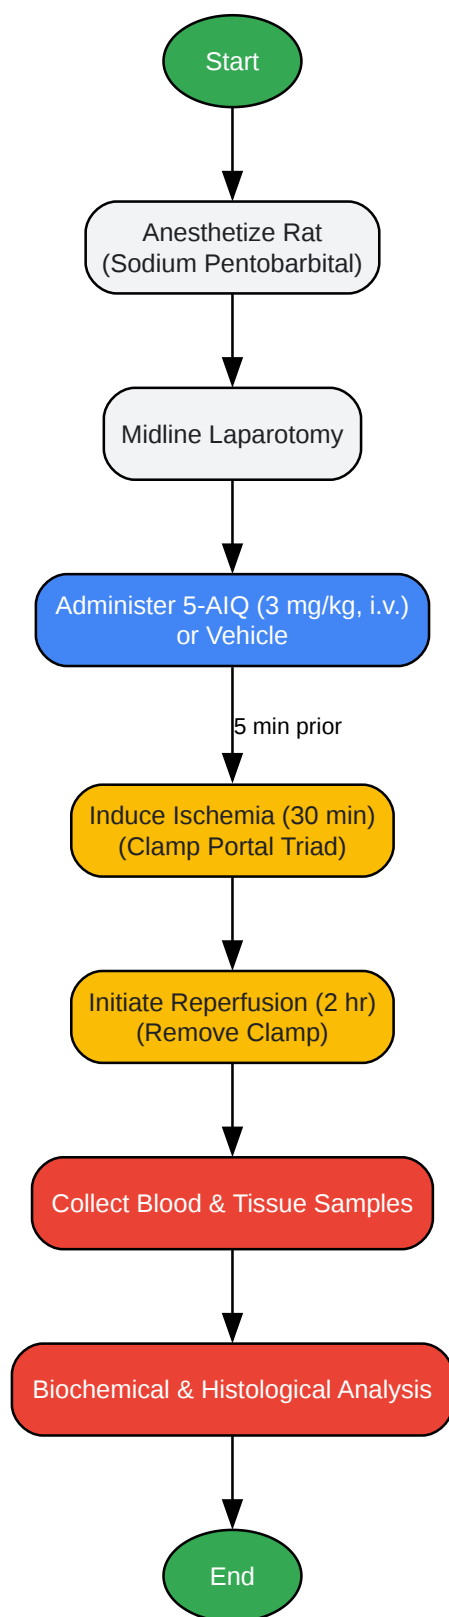 Start
Anesthetize Rat
(Sodium Pentobarbital)
Midline Laparotomy
Administer 5-AIQ (3 mg/kg, i.v.)
or Vehicle
5 min prior
Induce Ischemia (30 min)
(Clamp Portal Triad)
Initiate Reperfusion (2 hr)
(Remove Clamp)
Collect Blood & Tissue Samples
Biochemical & Histological Analysis
End